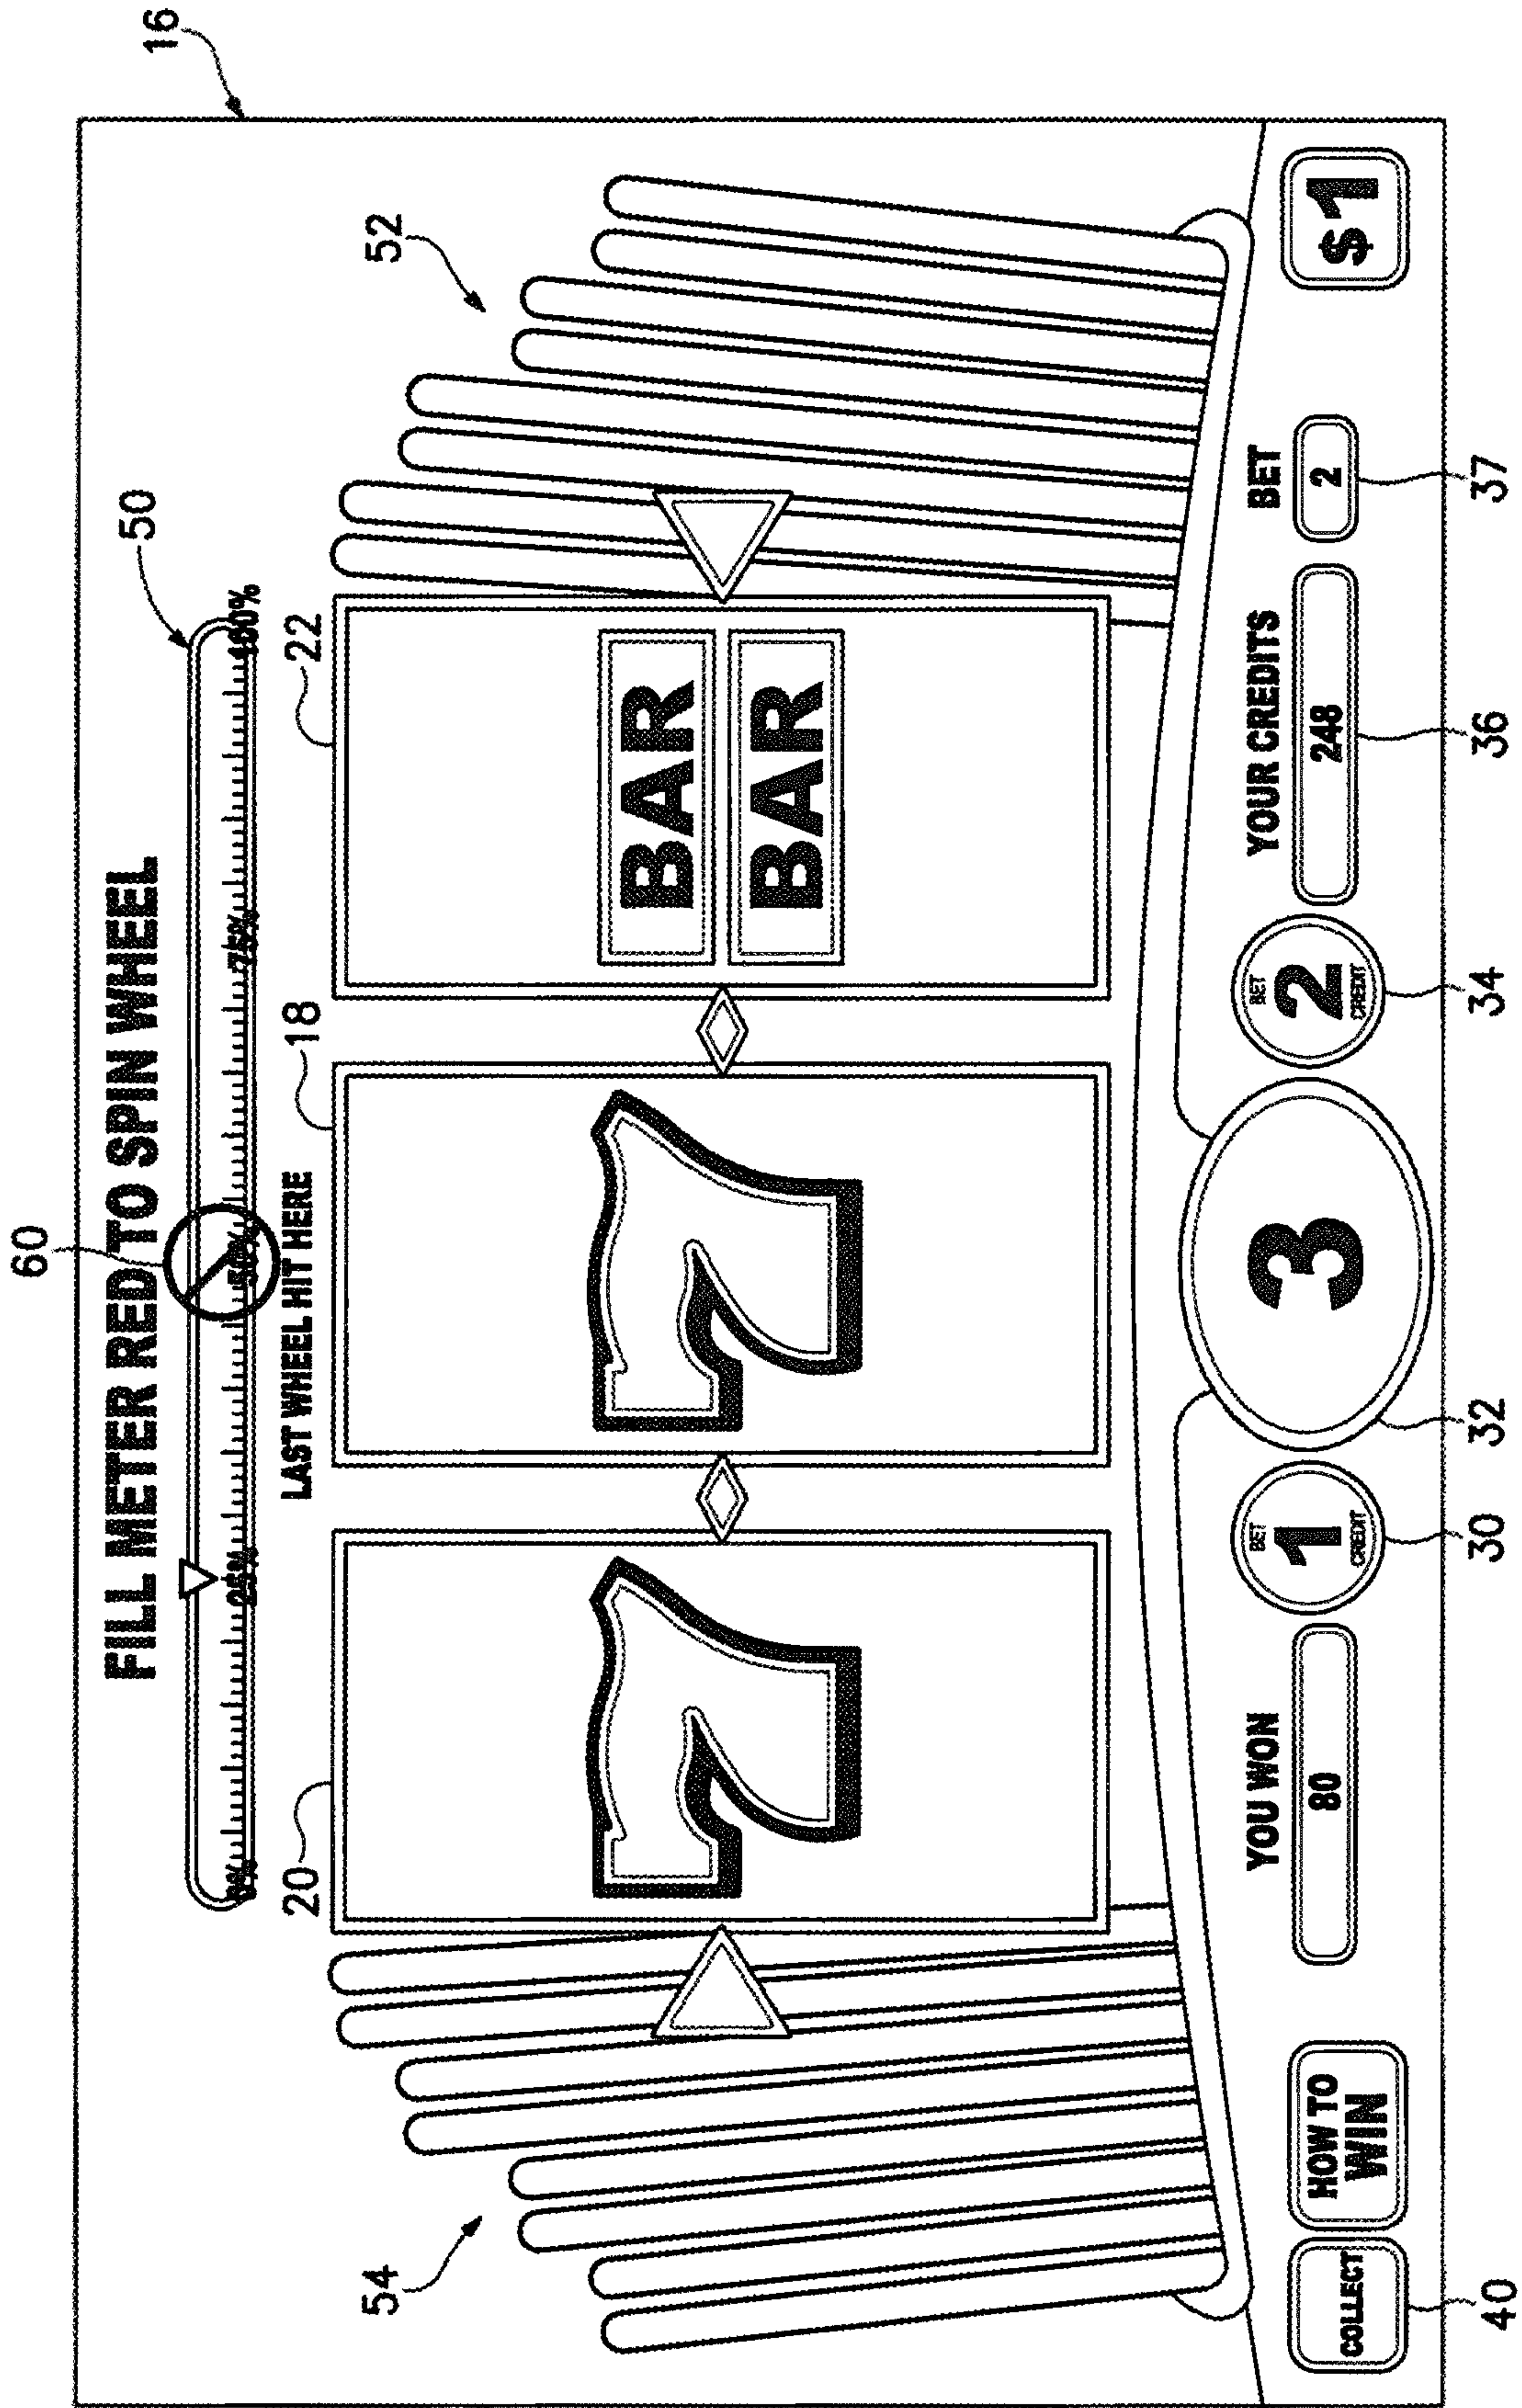 16
60
FILL METER RED TO SPIN WHEEL
50
0% 25% 50% 75% 100%
LAST WHEEL HIT HERE
20 18 22
54 52
7 7 BAR
BAR
YOU WON
80
BET
1
CREDIT
3
BET
2
CREDIT
YOUR CREDITS
248
BET
2
$1
COLLECT
HOW TO
WIN
40 30 32 34 36 37